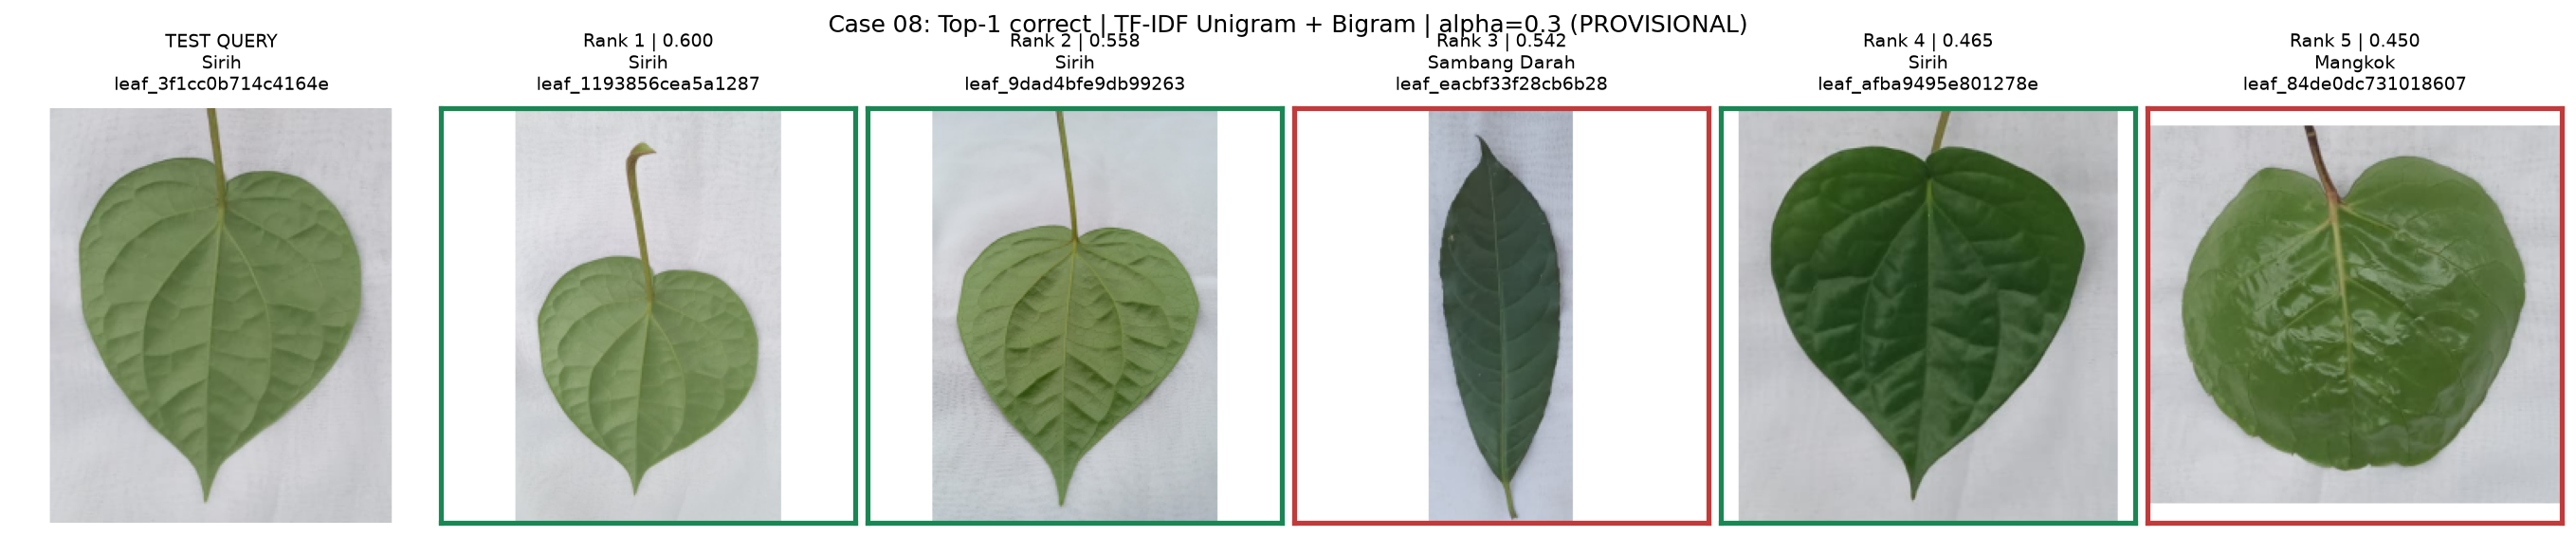 Case 08: Top-1 correct | TF-IDF Unigram + Bigram | alpha=0.3 (PROVISIONAL)
TEST QUERY
Sirih
leaf_3f1cc0b714c4164e
Rank 1 | 0.600
Sirih
leaf_1193856cea5a1287
Rank 2 | 0.558
Sirih
leaf_9dad4bfe9db99263
Rank 3 | 0.542
Sambang Darah
leaf_eacbf33f28cb6b28
Rank 4 | 0.465
Sirih
leaf_afba9495e801278e
Rank 5 | 0.450
Mangkok
leaf_84de0dc731018607